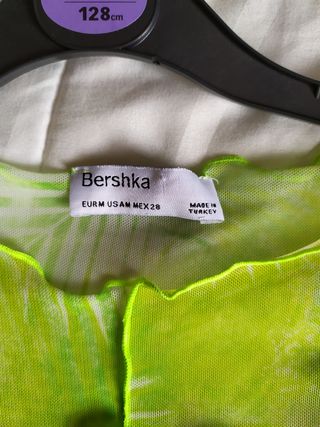 128cm
Bershka
EUR M USA M MEX 28
MADE IN
TURKEY